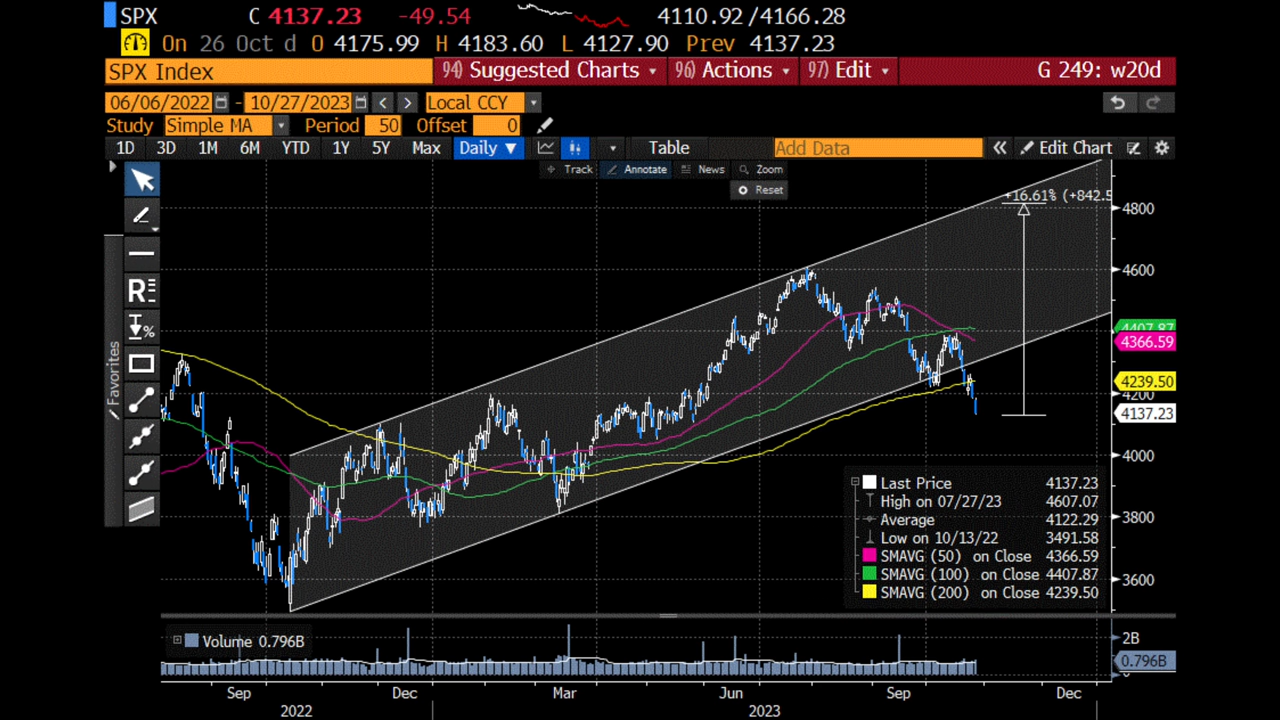 SPX C 4137.23 -49.54 4110.92/4166.28
On 26 Oct d O 4175.99 H 4183.60 L 4127.90 Prev 4137.23
SPX Index 94) Suggested Charts 96) Actions 97) Edit G 249: w20d
06/06/2022 - 10/27/2023 < > Local CCY
Study Simple MA Period 50 Offset 0
1D 3D 1M 6M YTD 1Y 5Y Max Daily ▼ Table Add Data « Edit Chart
Track Annotate News Zoom
Reset
+16.61% (+842.5
4800
4600
4407.87
4366.59
4239.50
4200
4137.23
4000
3800
3600
R
%
Favorites
Last Price 4137.23
High on 07/27/23 4607.07
Average 4122.29
Low on 10/13/22 3491.58
SMAVG (50) on Close 4366.59
SMAVG (100) on Close 4407.87
SMAVG (200) on Close 4239.50
Volume 0.796B
2B
0.796B
Sep Dec Mar Jun Sep Dec
2022 2023